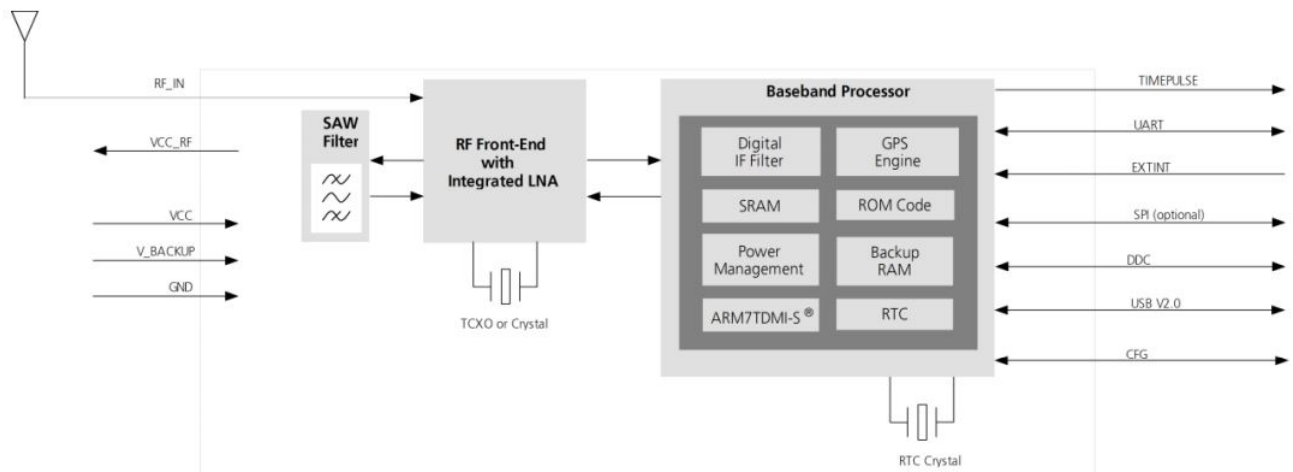 RF_IN
VCC_RF
VCC
V_BACKUP
GND
SAW
Filter
RF Front-End
with
Integrated LNA
TCXO or Crystal
Baseband Processor
Digital
IF Filter
GPS
Engine
SRAM
ROM Code
Power
Management
Backup
RAM
ARM7TDMI-S®
RTC
RTC Crystal
TIMEPULSE
UART
EXTINT
SPI (optional)
DDC
USB V2.0
CFG